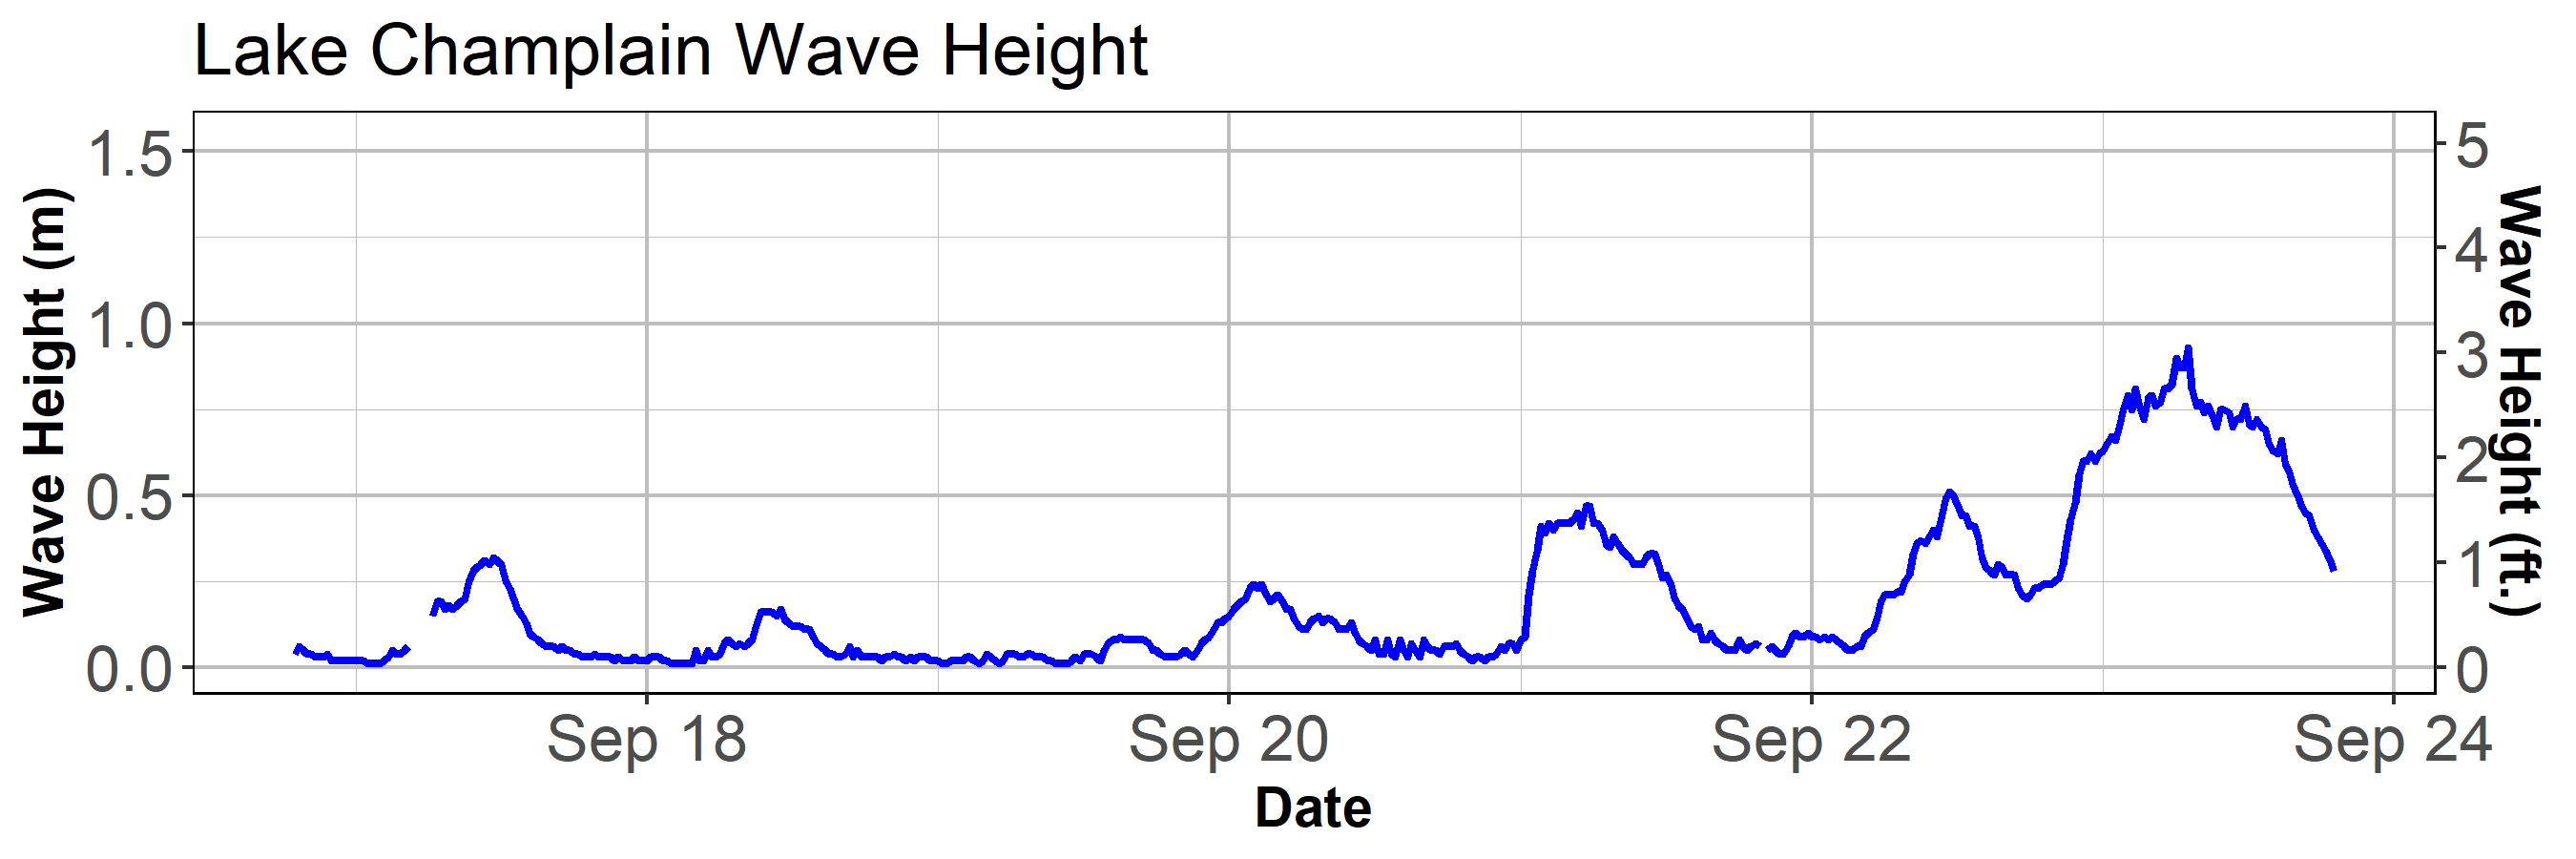 Lake Champlain Wave Height
Wave Height (m)
1.5
1.0
0.5
0.0
5
4
3
2
1
0
Wave Height (ft.)
Sep 18 Sep 20 Sep 22 Sep 24
Date